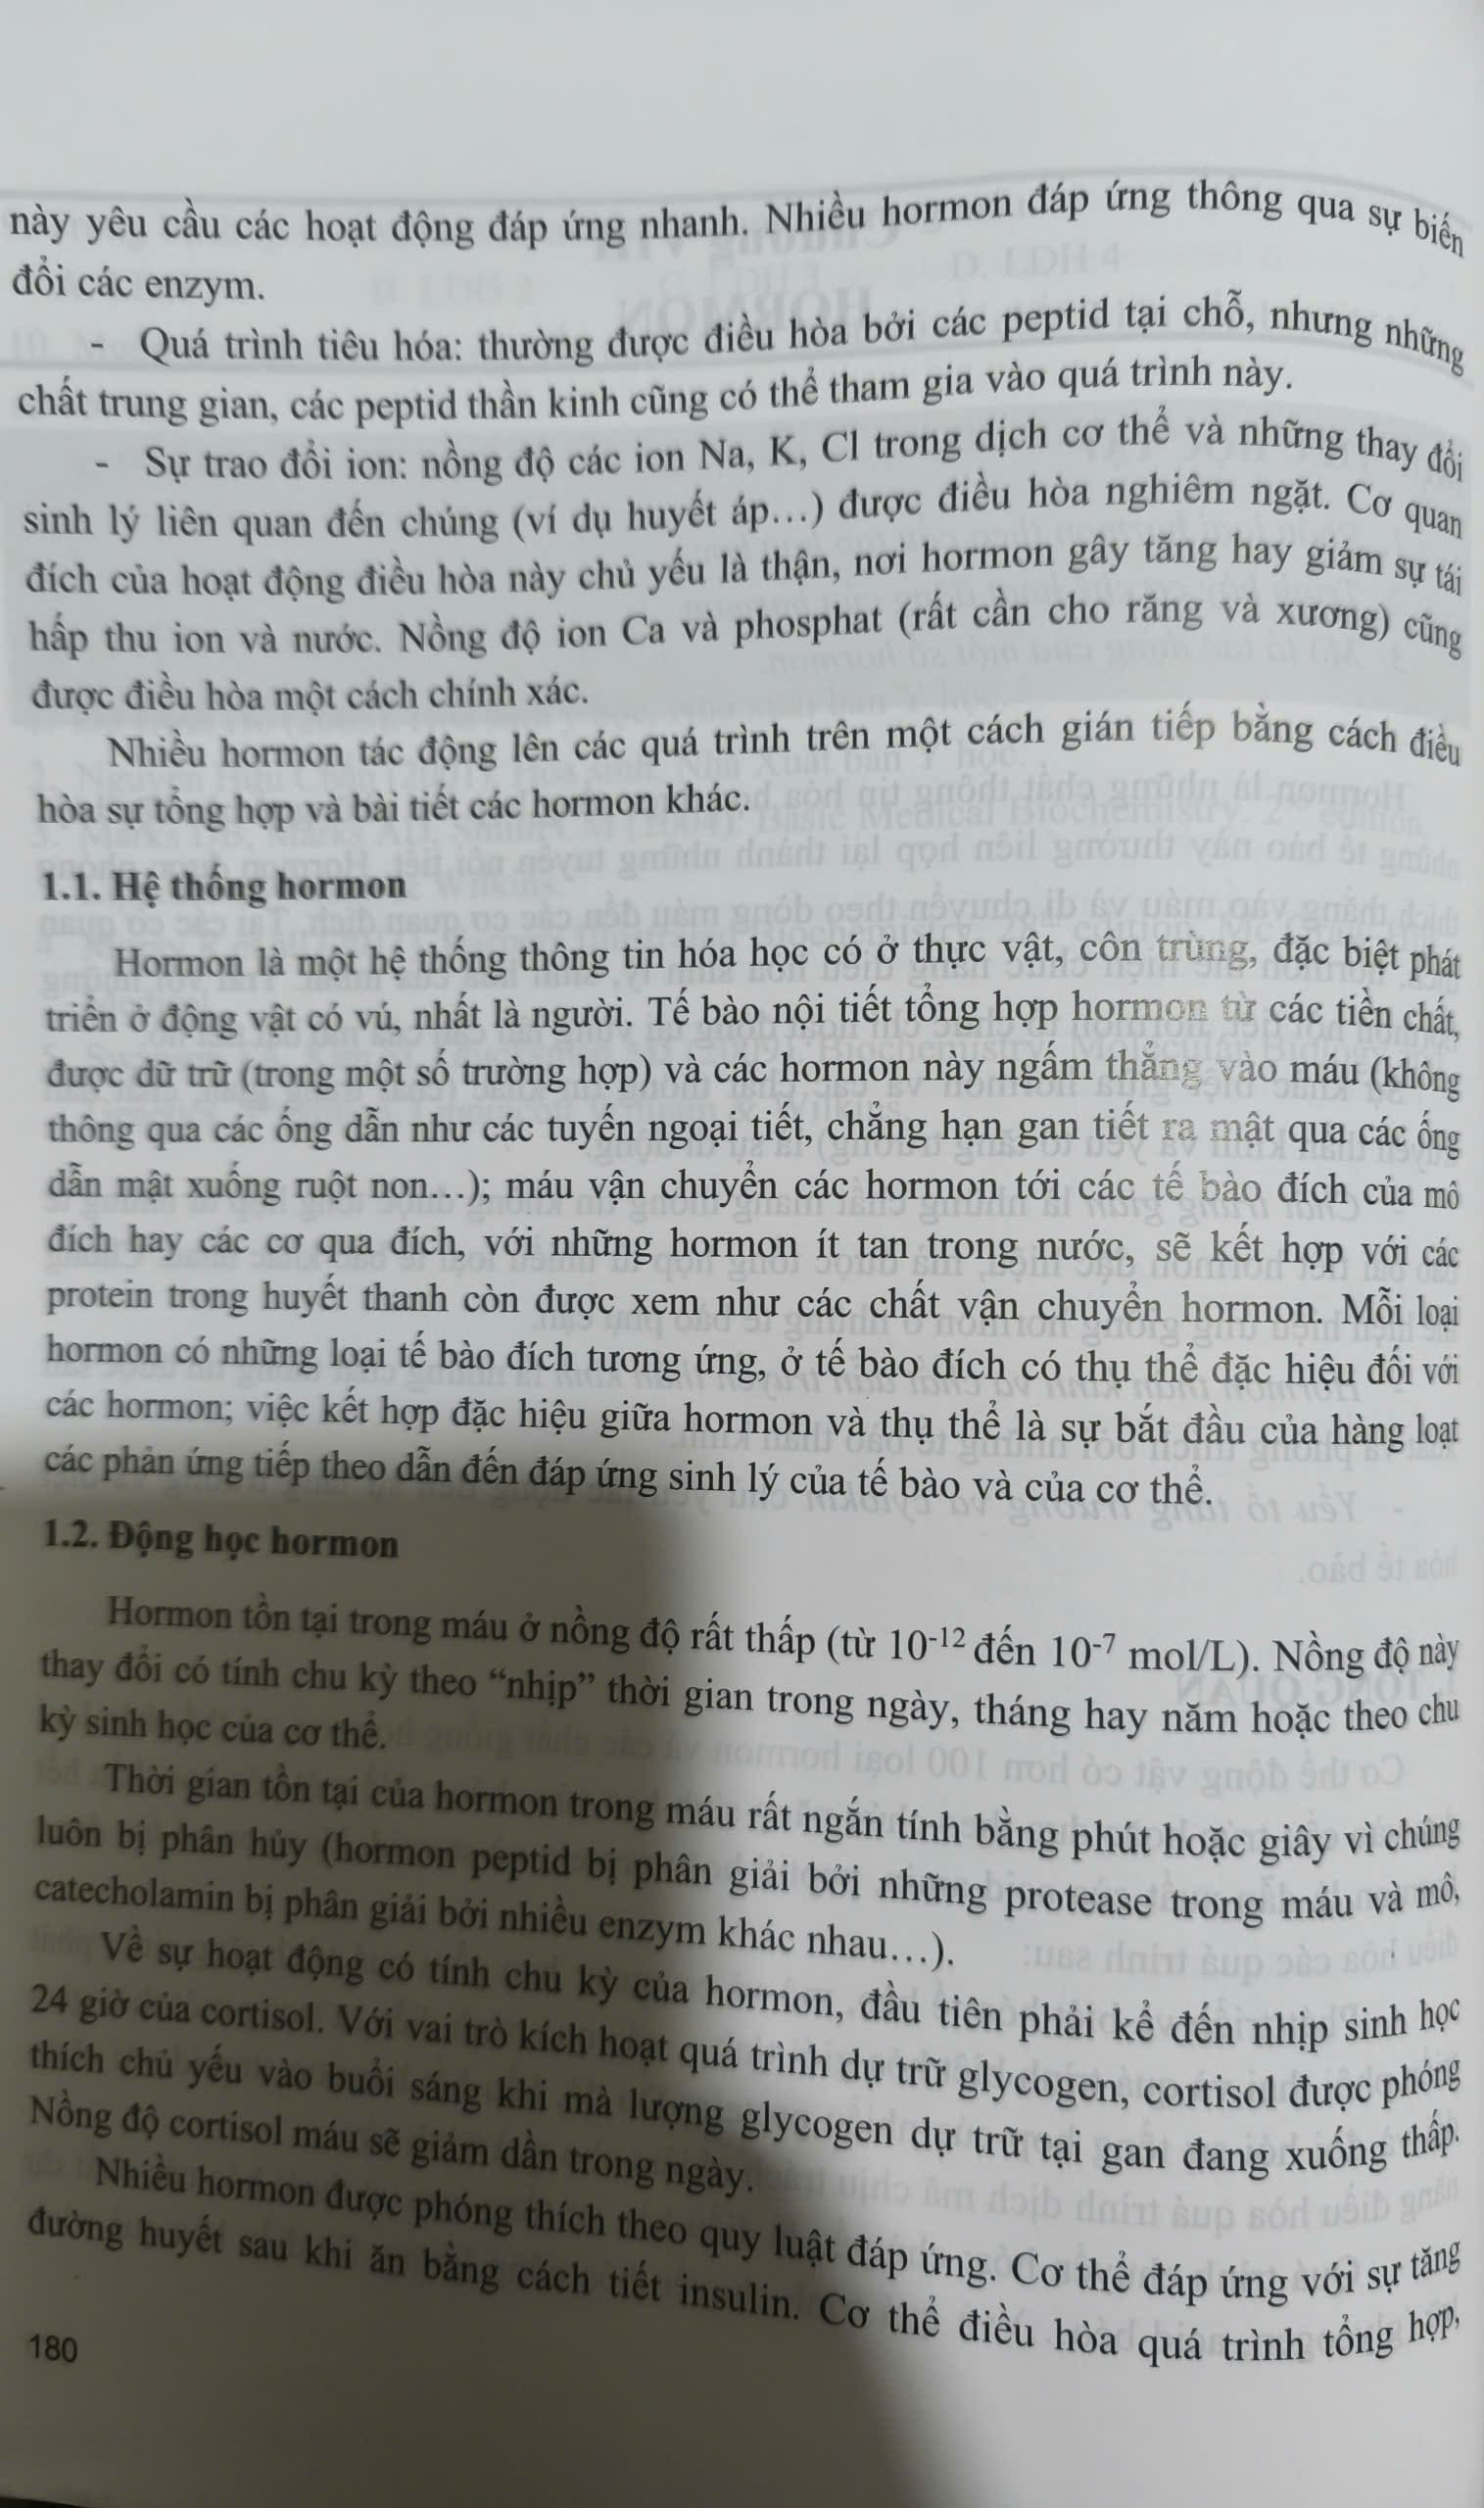 này yêu cầu các hoạt động đáp ứng nhanh. Nhiều hormon đáp ứng thông qua sự biến
đổi các enzym.
- Quá trình tiêu hóa: thường được điều hòa bởi các peptid tại chỗ, nhưng những
chất trung gian, các peptid thần kinh cũng có thể tham gia vào quá trình này.
- Sự trao đổi ion: nồng độ các ion Na, K, Cl trong dịch cơ thể và những thay đổi
sinh lý liên quan đến chúng (ví dụ huyết áp...) được điều hòa nghiêm ngặt. Cơ quan
đích của hoạt động điều hòa này chủ yếu là thận, nơi hormon gây tăng hay giảm sự tái
hấp thu ion và nước. Nồng độ ion Ca và phosphat (rất cần cho răng và xương) cũng
được điều hòa một cách chính xác.
Nhiều hormon tác động lên các quá trình trên một cách gián tiếp bằng cách điều
hòa sự tổng hợp và bài tiết các hormon khác.
1.1. Hệ thống hormon
Hormon là một hệ thống thông tin hóa học có ở thực vật, côn trùng, đặc biệt phát
triển ở động vật có vú, nhất là người. Tế bào nội tiết tổng hợp hormon từ các tiền chất,
được dữ trữ (trong một số trường hợp) và các hormon này ngấm thẳng vào máu (không
thông qua các ống dẫn như các tuyến ngoại tiết, chẳng hạn gan tiết ra mật qua các ống
dẫn mật xuống ruột non...); máu vận chuyển các hormon tới các tế bào đích của mô
đích hay các cơ qua đích, với những hormon ít tan trong nước, sẽ kết hợp với các
protein trong huyết thanh còn được xem như các chất vận chuyển hormon. Mỗi loại
hormon có những loại tế bào đích tương ứng, ở tế bào đích có thụ thể đặc hiệu đối với
các hormon; việc kết hợp đặc hiệu giữa hormon và thụ thể là sự bắt đầu của hàng loạt
các phản ứng tiếp theo dẫn đến đáp ứng sinh lý của tế bào và của cơ thể.
1.2. Động học hormon
Hormon tồn tại trong máu ở nồng độ rất thấp (từ 10⁻¹² đến 10⁻⁷ mol/L). Nồng độ này
thay đổi có tính chu kỳ theo “nhịp” thời gian trong ngày, tháng hay năm hoặc theo chu
kỳ sinh học của cơ thể.
Thời gian tồn tại của hormon trong máu rất ngắn tính bằng phút hoặc giây vì chúng
luôn bị phân hủy (hormon peptid bị phân giải bởi những protease trong máu và mô,
catecholamin bị phân giải bởi nhiều enzym khác nhau...).
Về sự hoạt động có tính chu kỳ của hormon, đầu tiên phải kể đến nhịp sinh học
24 giờ của cortisol. Với vai trò kích hoạt quá trình dự trữ glycogen, cortisol được phóng
thích chủ yếu vào buổi sáng khi mà lượng glycogen dự trữ tại gan đang xuống thấp.
Nồng độ cortisol máu sẽ giảm dần trong ngày.
Nhiều hormon được phóng thích theo quy luật đáp ứng. Cơ thể đáp ứng với sự tăng
đường huyết sau khi ăn bằng cách tiết insulin. Cơ thể điều hòa quá trình tổng hợp,
180